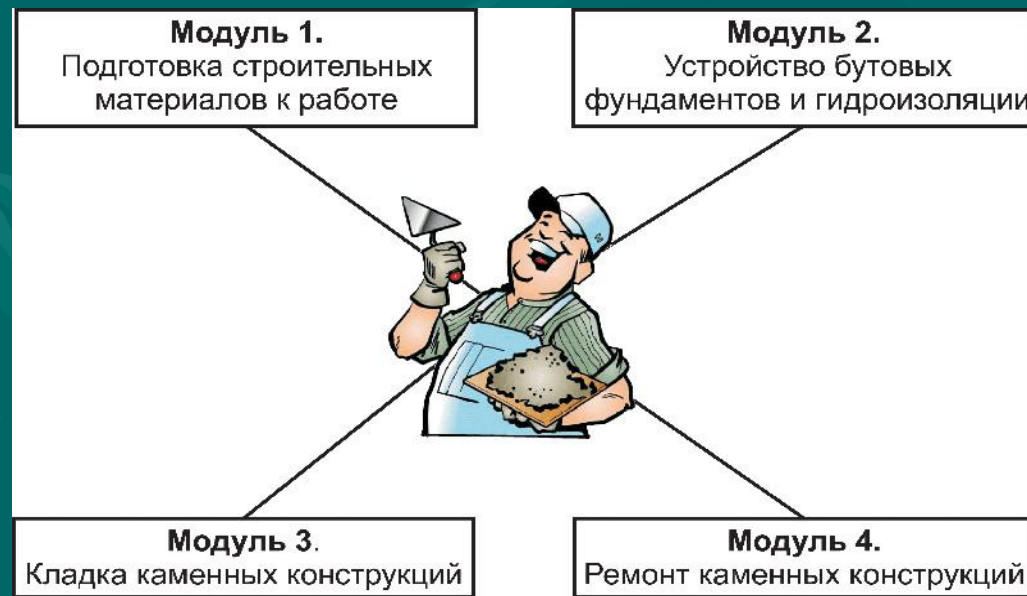 Модуль 1.
Подготовка строительных
материалов к работе
Модуль 2.
Устройство бутовых
фундаментов и гидроизоляции
Модуль 3.
Кладка каменных конструкций
Модуль 4.
Ремонт каменных конструкций